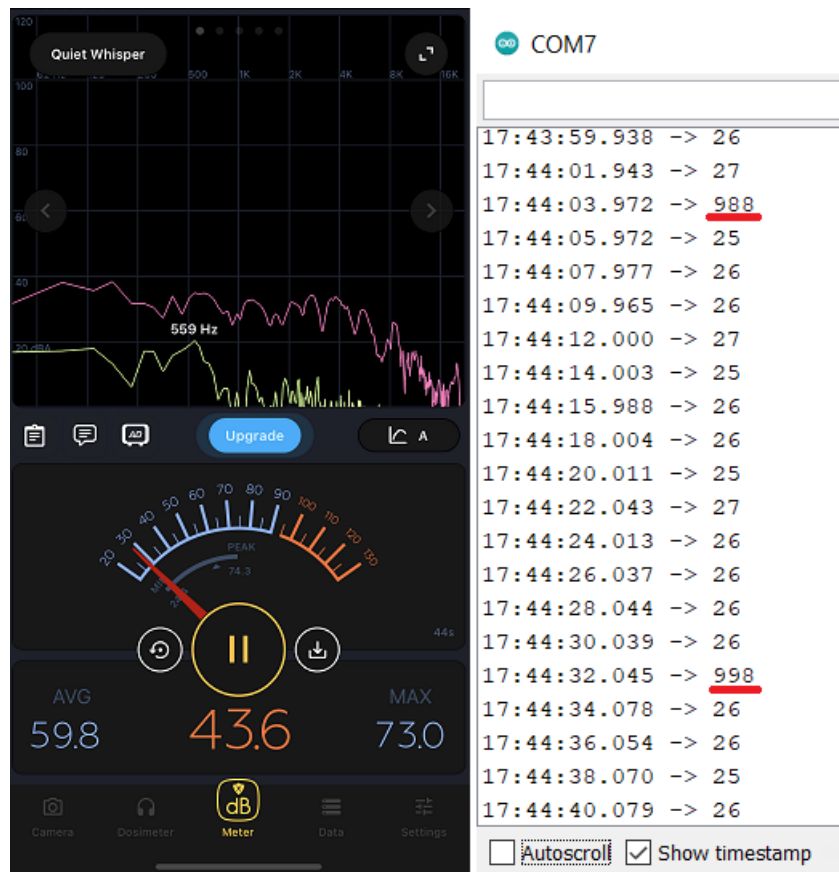 120
Quiet Whisper
500 1K 2K 4K 8K 16K
100
80
60
40
559 Hz
20 dBA
AD
Upgrade
A
20 30 40 50 60 70 80 90 100 110 120 130
PEAK
74.3
MIN
44s
AVG
59.8
43.6
MAX
73.0
dB
Camera
Dosimeter
Meter
Data
Settings
COM7
17:43:59.938 -> 26
17:44:01.943 -> 27
17:44:03.972 -> 988
17:44:05.972 -> 25
17:44:07.977 -> 26
17:44:09.965 -> 26
17:44:12.000 -> 27
17:44:14.003 -> 25
17:44:15.988 -> 26
17:44:18.004 -> 26
17:44:20.011 -> 25
17:44:22.043 -> 27
17:44:24.013 -> 26
17:44:26.037 -> 26
17:44:28.044 -> 26
17:44:30.039 -> 26
17:44:32.045 -> 998
17:44:34.078 -> 26
17:44:36.054 -> 26
17:44:38.070 -> 25
17:44:40.079 -> 26
Autoscroll Show timestamp